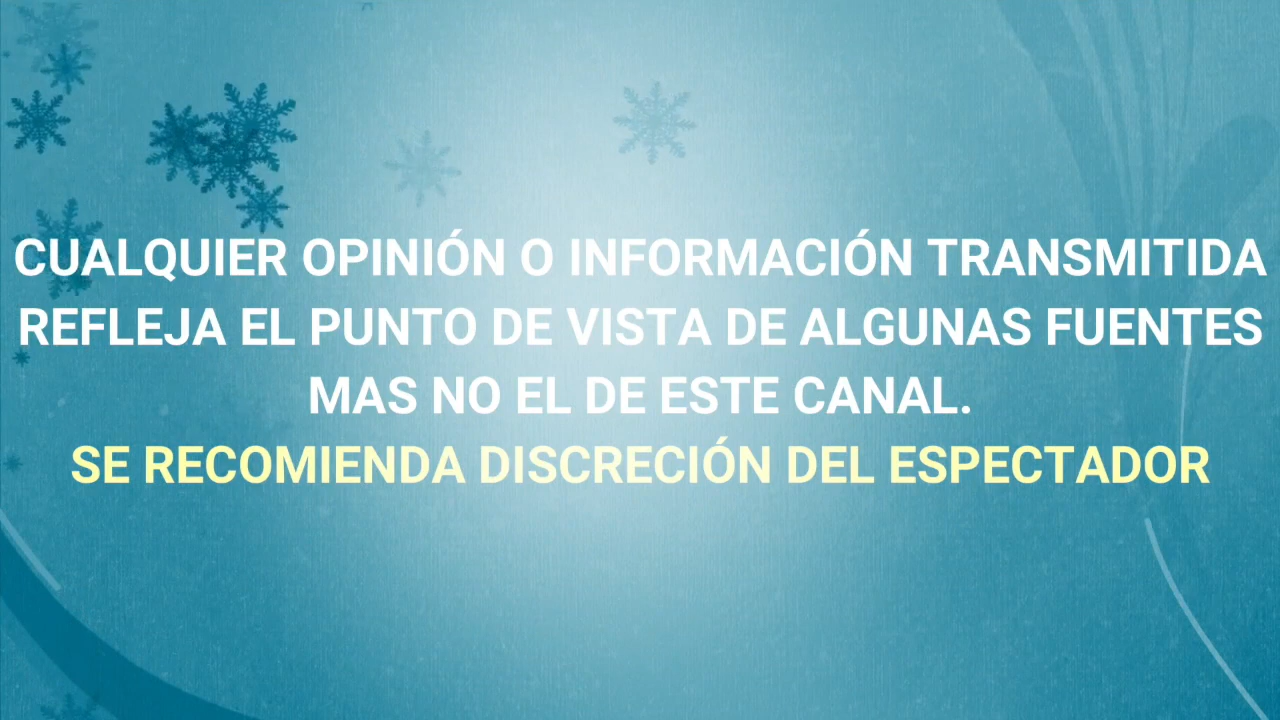 CUALQUIER OPINIÓN O INFORMACIÓN TRANSMITIDA
REFLEJA EL PUNTO DE VISTA DE ALGUNAS FUENTES
MAS NO EL DE ESTE CANAL.
SE RECOMIENDA DISCRECIÓN DEL ESPECTADOR